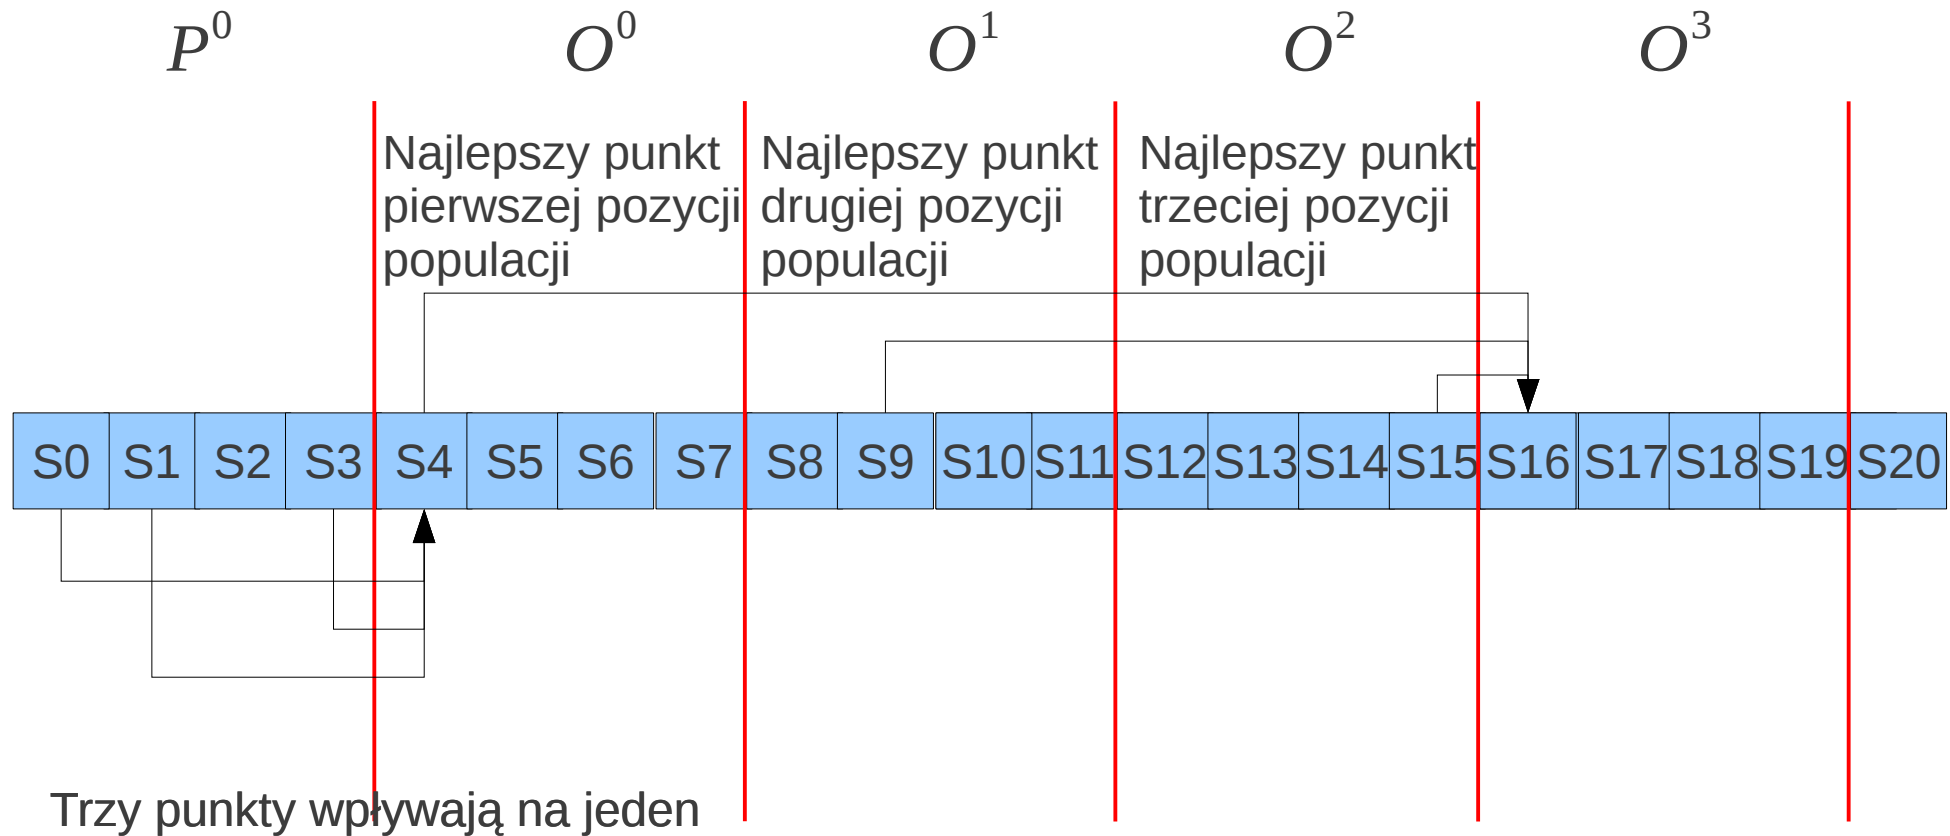 P⁰ O⁰ O¹ O² O³
Najlepszy punkt
pierwszej pozycji
populacji
Najlepszy punkt
drugiej pozycji
populacji
Najlepszy punkt
trzeciej pozycji
populacji
S0 S1 S2 S3 S4 S5 S6 S7 S8 S9 S10 S11 S12 S13 S14 S15 S16 S17 S18 S19 S20
Trzy punkty wpływają na jeden